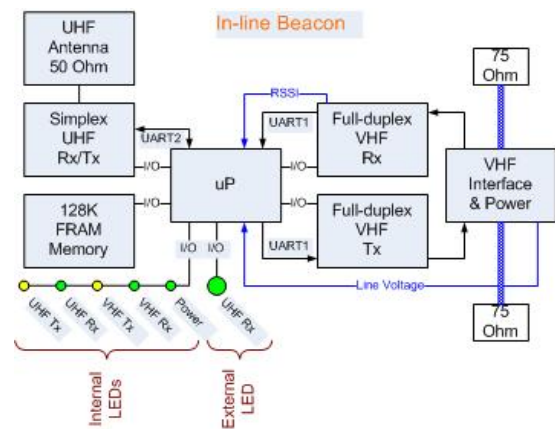 In-line Beacon
UHF
Antenna
50 Ohm
75
Ohm
RSSI
Simplex
UHF
Rx/Tx
UART2
UART1
Full-duplex
VHF
Rx
I/O
I/O
uP
VHF
Interface
& Power
128K
FRAM
Memory
I/O
I/O
Full-duplex
VHF
Tx
I/O
I/O
UART1
Line Voltage
75
Ohm
UHF Tx
UHF Rx
VHF Tx
VHF Rx
Power
UHF Rx
Internal
LEDs
External
LED